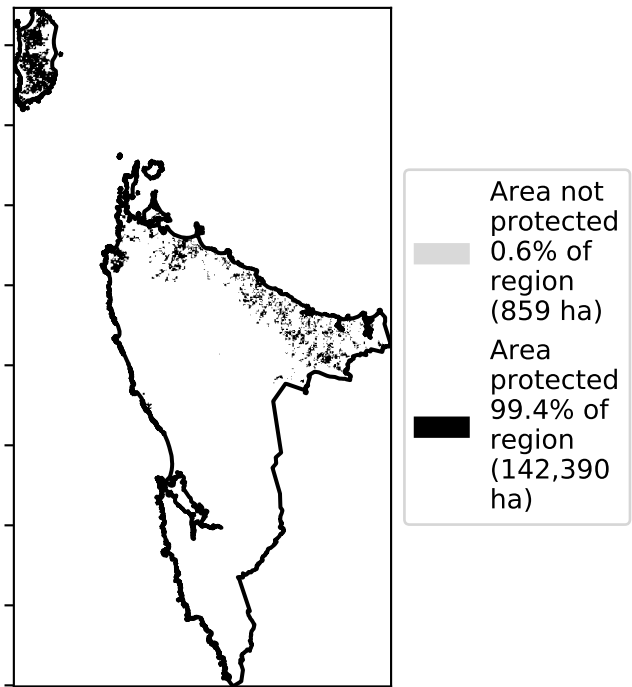 Area not
protected
0.6% of
region
(859 ha)
Area
protected
99.4% of
region
(142,390
ha)